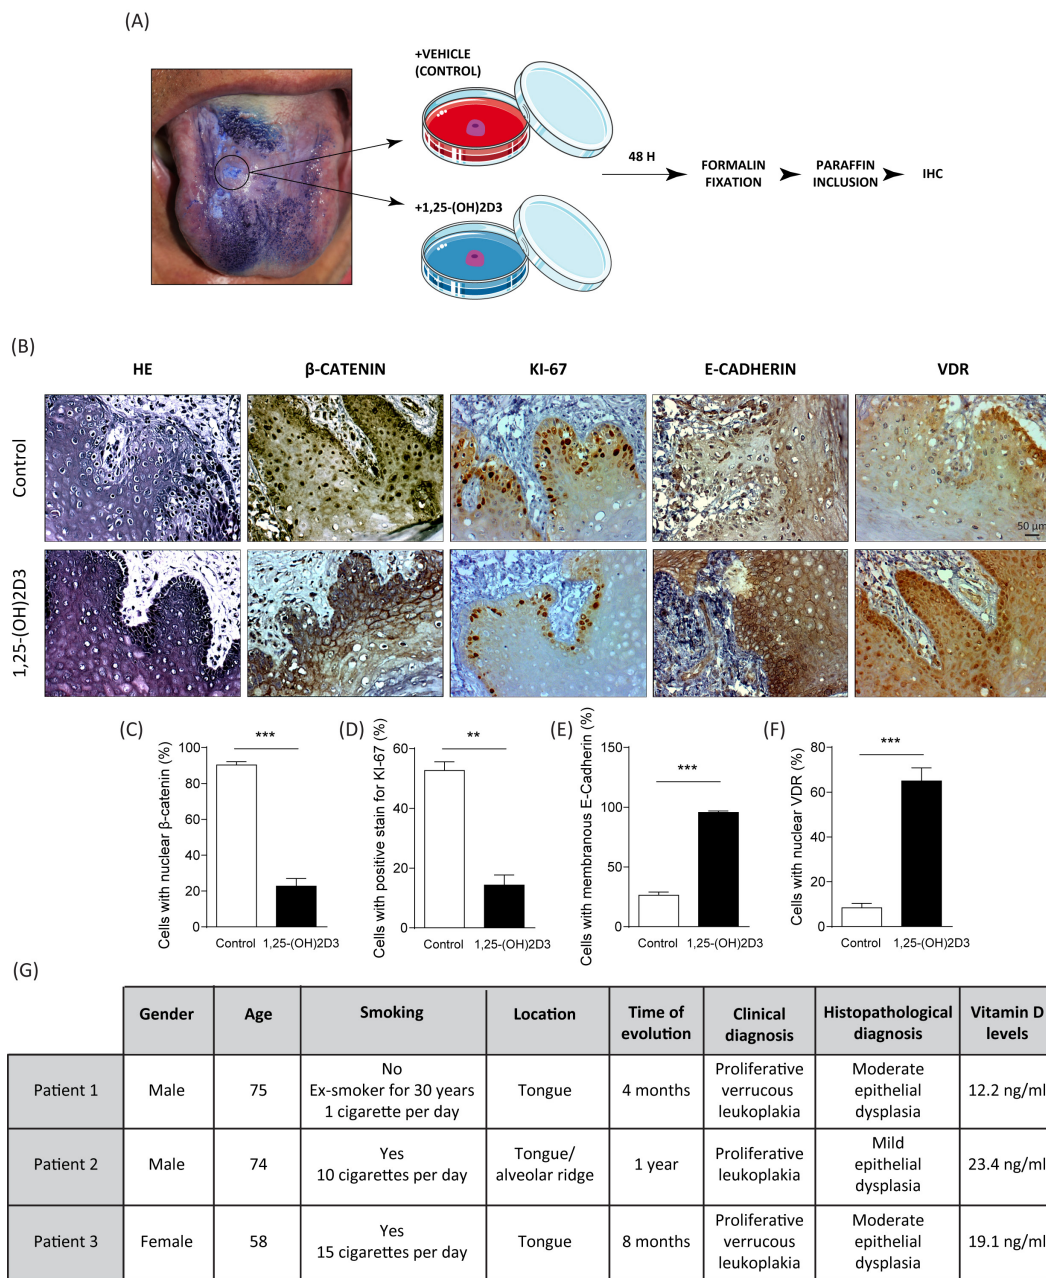 (A)
+VEHICLE
(CONTROL)
48 H
FORMALIN
FIXATION
PARAFFIN
INCLUSION
IHC
+1,25-(OH)2D3
(B)
HE
β-CATENIN
KI-67
E-CADHERIN
VDR
Control
50 µm
1,25-(OH)2D3
(C)
Cells with nuclear β-catenin (%)
100
80
60
40
20
0
***
Control
1,25-(OH)2D3
(D)
Cells with positive stain for KI-67 (%)
60
40
20
0
**
Control
1,25-(OH)2D3
(E)
Cells with membranous E-Cadherin (%)
150
100
50
0
***
Control
1,25-(OH)2D3
(F)
Cells with nuclear VDR (%)
80
60
40
20
0
***
Control
1,25-(OH)2D3
(G)
Gender
Age
Smoking
Location
Time of
evolution
Clinical
diagnosis
Histopathological
diagnosis
Vitamin D
levels
Patient 1
Male
75
No
Ex-smoker for 30 years
1 cigarette per day
Tongue
4 months
Proliferative
verrucous
leukoplakia
Moderate
epithelial
dysplasia
12.2 ng/ml
Patient 2
Male
74
Yes
10 cigarettes per day
Tongue/
alveolar ridge
1 year
Proliferative
leukoplakia
Mild
epithelial
dysplasia
23.4 ng/ml
Patient 3
Female
58
Yes
15 cigarettes per day
Tongue
8 months
Proliferative
verrucous
leukoplakia
Moderate
epithelial
dysplasia
19.1 ng/ml